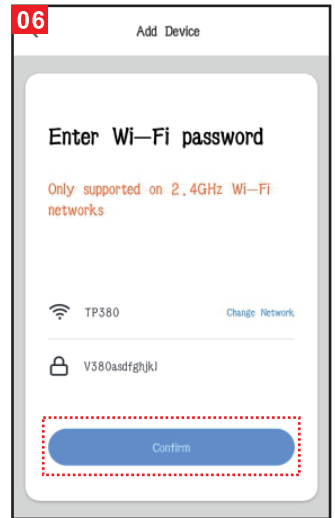 06
Add Device
Enter Wi—Fi password
Only supported on 2.4GHz Wi—Fi
networks
TP380
Change Network
V380asdfghjkl
Confirm